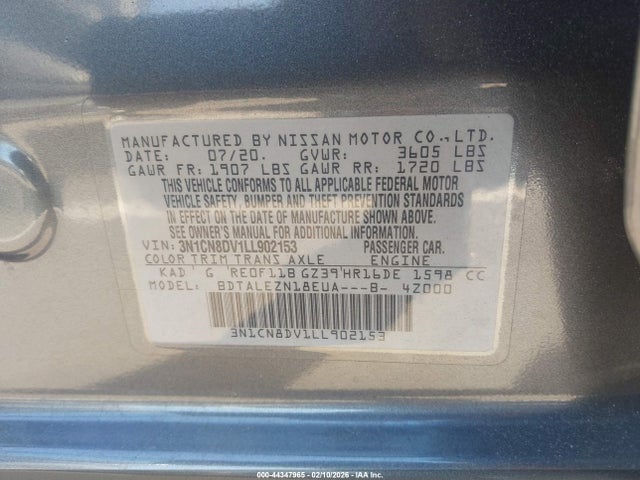 MANUFACTURED BY NISSAN MOTOR CO.,LTD.
DATE: 07/20. GVWR: 3605 LBS
GAWR FR: 1907 LBS GAWR RR: 1720 LBS
THIS VEHICLE CONFORMS TO ALL APPLICABLE FEDERAL MOTOR
VEHICLE SAFETY, BUMPER AND THEFT PREVENTION STANDARDS
IN EFFECT ON THE DATE OF MANUFACTURE SHOWN ABOVE.
SEE OWNER'S MANUAL FOR ADDITIONAL INFORMATION.
VIN: 3N1CN8DV1LL902153 PASSENGER CAR.
COLOR TRIM TRANS AXLE ENGINE
KAD G RE0F11B GZ39 HR16DE 1598 CC
MODEL: BDTALEZN18EUA---B- 4Z000
3N1CN8DV1LL902153
000-44347965 - 02/10/2026 - IAA Inc.